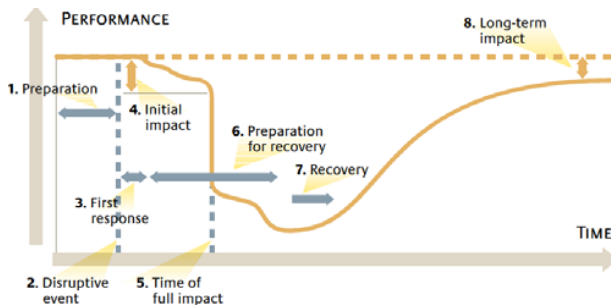 PERFORMANCE
8. Long-term
impact
1. Preparation
4. Initial
impact
6. Preparation
for recovery
7. Recovery
3. First
response
TIME
2. Disruptive
event
5. Time of
full impact